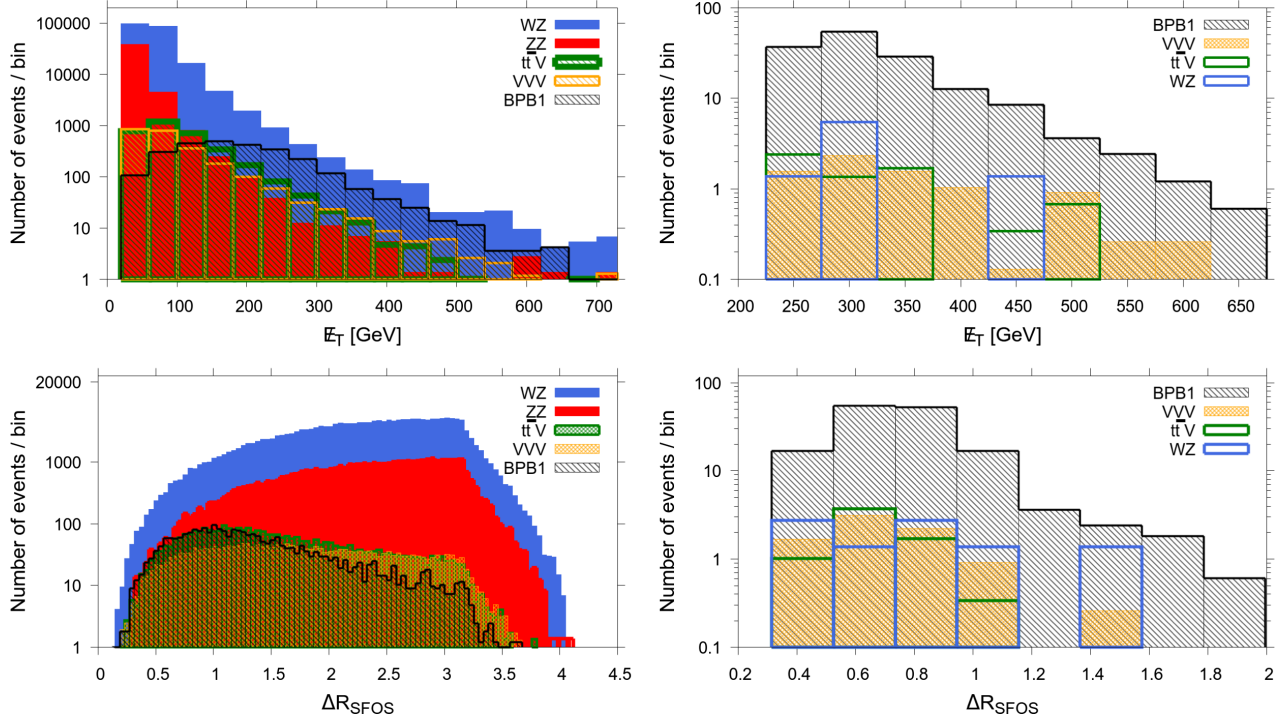 Number of events / bin
100000
10000
1000
100
10
1
0 100 200 300 400 500 600 700
E̸_T [GeV]
WZ
ZZ
tt̅V
VVV
BPB1
Number of events / bin
100
10
1
0.1
200 250 300 350 400 450 500 550 600 650
E̸_T [GeV]
BPB1
VVV
tt̅V
WZ
Number of events / bin
20000
1000
100
10
1
0 0.5 1 1.5 2 2.5 3 3.5 4 4.5
ΔR_SFOS
WZ
ZZ
tt̅V
VVV
BPB1
Number of events / bin
100
10
1
0.1
0.2 0.4 0.6 0.8 1 1.2 1.4 1.6 1.8 2
ΔR_SFOS
BPB1
VVV
tt̅V
WZ